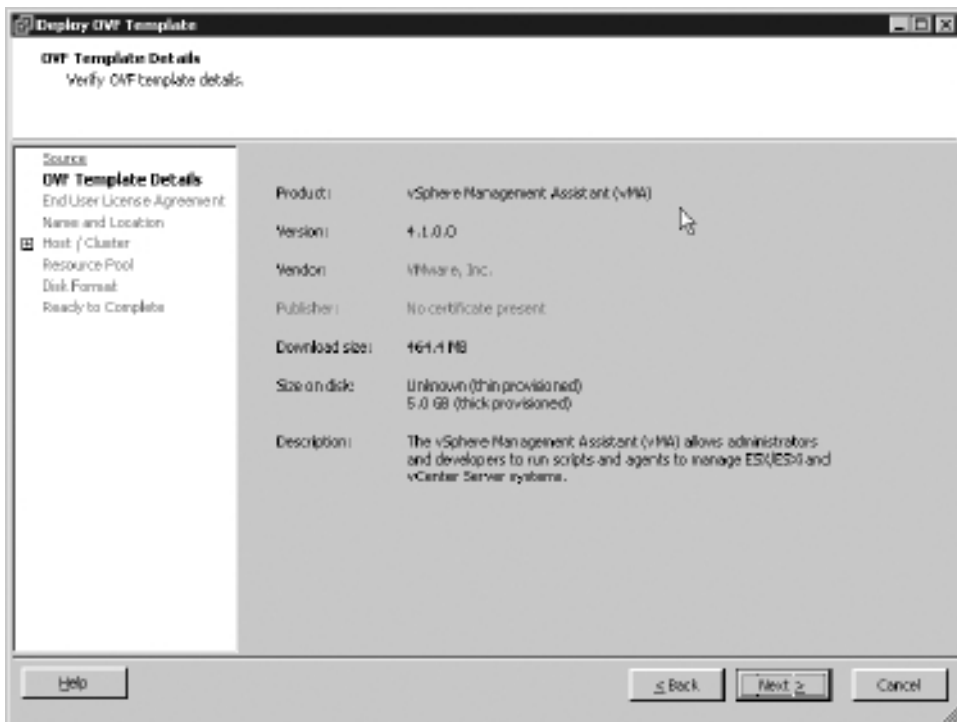 Deploy OVF Template
OVF Template Details
Verify OVF template details.
Source
OVF Template Details
End User License Agreement
Name and Location
Host / Cluster
Resource Pool
Disk Format
Ready to Complete
Product: vSphere Management Assistant (vMA)
Version: 4.1.0.0
Vendor: VMware, Inc.
Publisher: No certificate present
Download size: 464.4 MB
Size on disk: Unknown (thin provisioned)
5.0 GB (thick provisioned)
Description: The vSphere Management Assistant (vMA) allows administrators
and developers to run scripts and agents to manage ESX/ESXi and
vCenter Server systems.
Help
≤ Back
Next ≥
Cancel